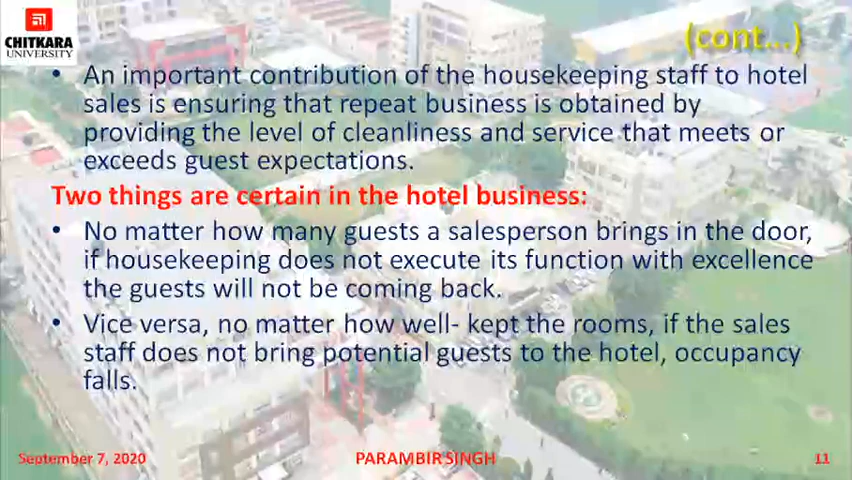 CHITKARA
UNIVERSITY
(cont...)
• An important contribution of the housekeeping staff to hotel
sales is ensuring that repeat business is obtained by
providing the level of cleanliness and service that meets or
exceeds guest expectations.
Two things are certain in the hotel business:
• No matter how many guests a salesperson brings in the door,
if housekeeping does not execute its function with excellence
the guests will not be coming back.
• Vice versa, no matter how well- kept the rooms, if the sales
staff does not bring potential guests to the hotel, occupancy
falls.
September 7, 2020 PARAMBIR SINGH 11